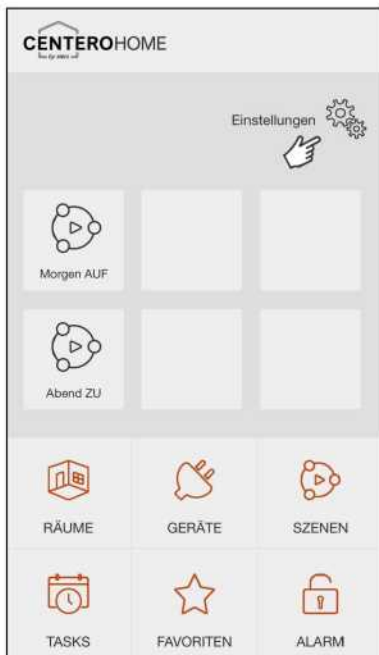 CENTEROHOME
Einstellungen
Morgen AUF
Abend ZU
RÄUME GERÄTE SZENEN
TASKS FAVORITEN ALARM